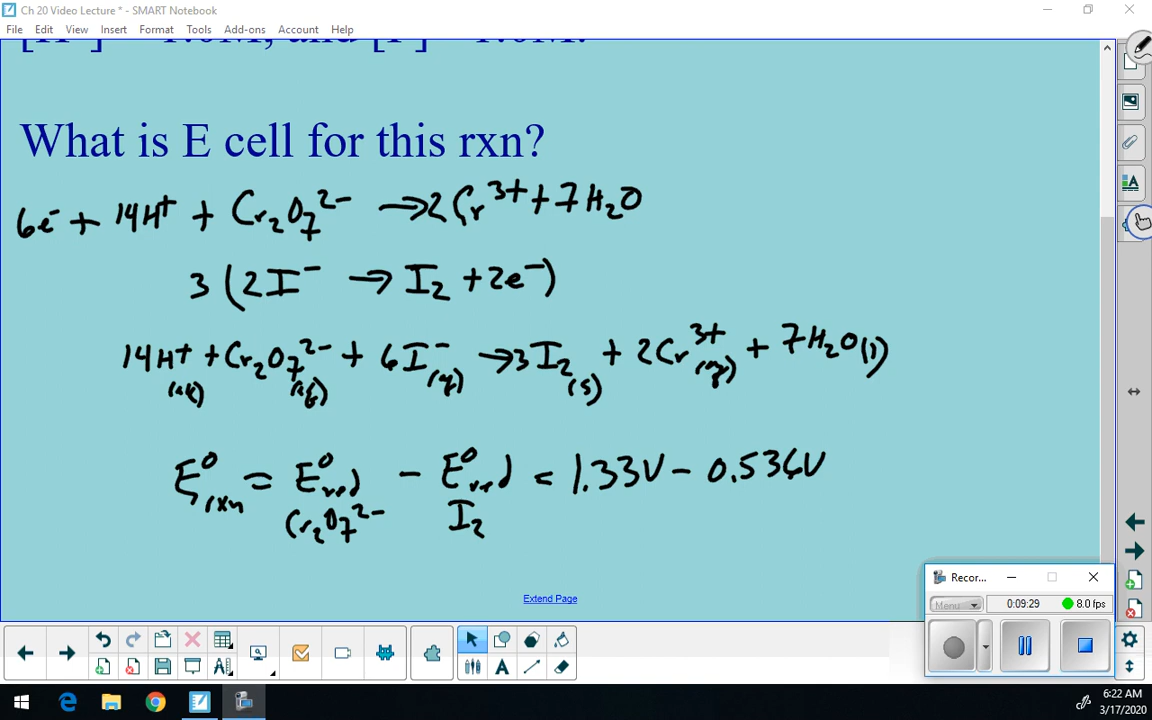 Ch 20 Video Lecture * - SMART Notebook
File Edit View Insert Format Tools Add-ons Account Help
What is E cell for this rxn?
6e⁻ + 14H⁺ + Cr₂O₇²⁻ → 2Cr³⁺ + 7H₂O
3 (2I⁻ → I₂ + 2e⁻)
14H⁺(aq) + Cr₂O₇²⁻(aq) + 6I⁻(aq) → 3I₂(s) + 2Cr³⁺(aq) + 7H₂O(l)
E⁰rxn = E⁰red - E⁰red = 1.33V - 0.536V
Cr₂O₇²⁻ I₂
Extend Page
Recor...
Menu 0:09:29 8.0 fps
6:22 AM
3/17/2020